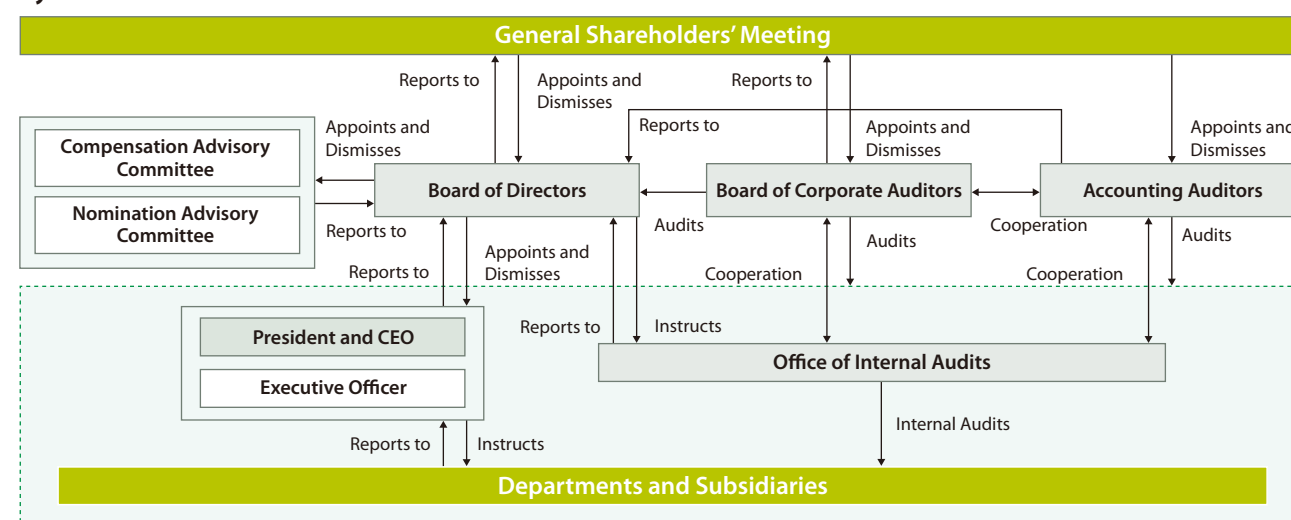 General Shareholders' Meeting
Reports to
Appoints and
Dismisses
Reports to
Appoints and
Dismisses
Reports to
Appoints and
Dismisses
Appoints and
Dismisses
Compensation Advisory
Committee
Nomination Advisory
Committee
Board of Directors
Board of Corporate Auditors
Accounting Auditors
Reports to
Audits
Cooperation
Audits
Audits
Reports to
Appoints and
Dismisses
Cooperation
Cooperation
President and CEO
Executive Officer
Reports to
Instructs
Office of Internal Audits
Internal Audits
Reports to
Instructs
Departments and Subsidiaries